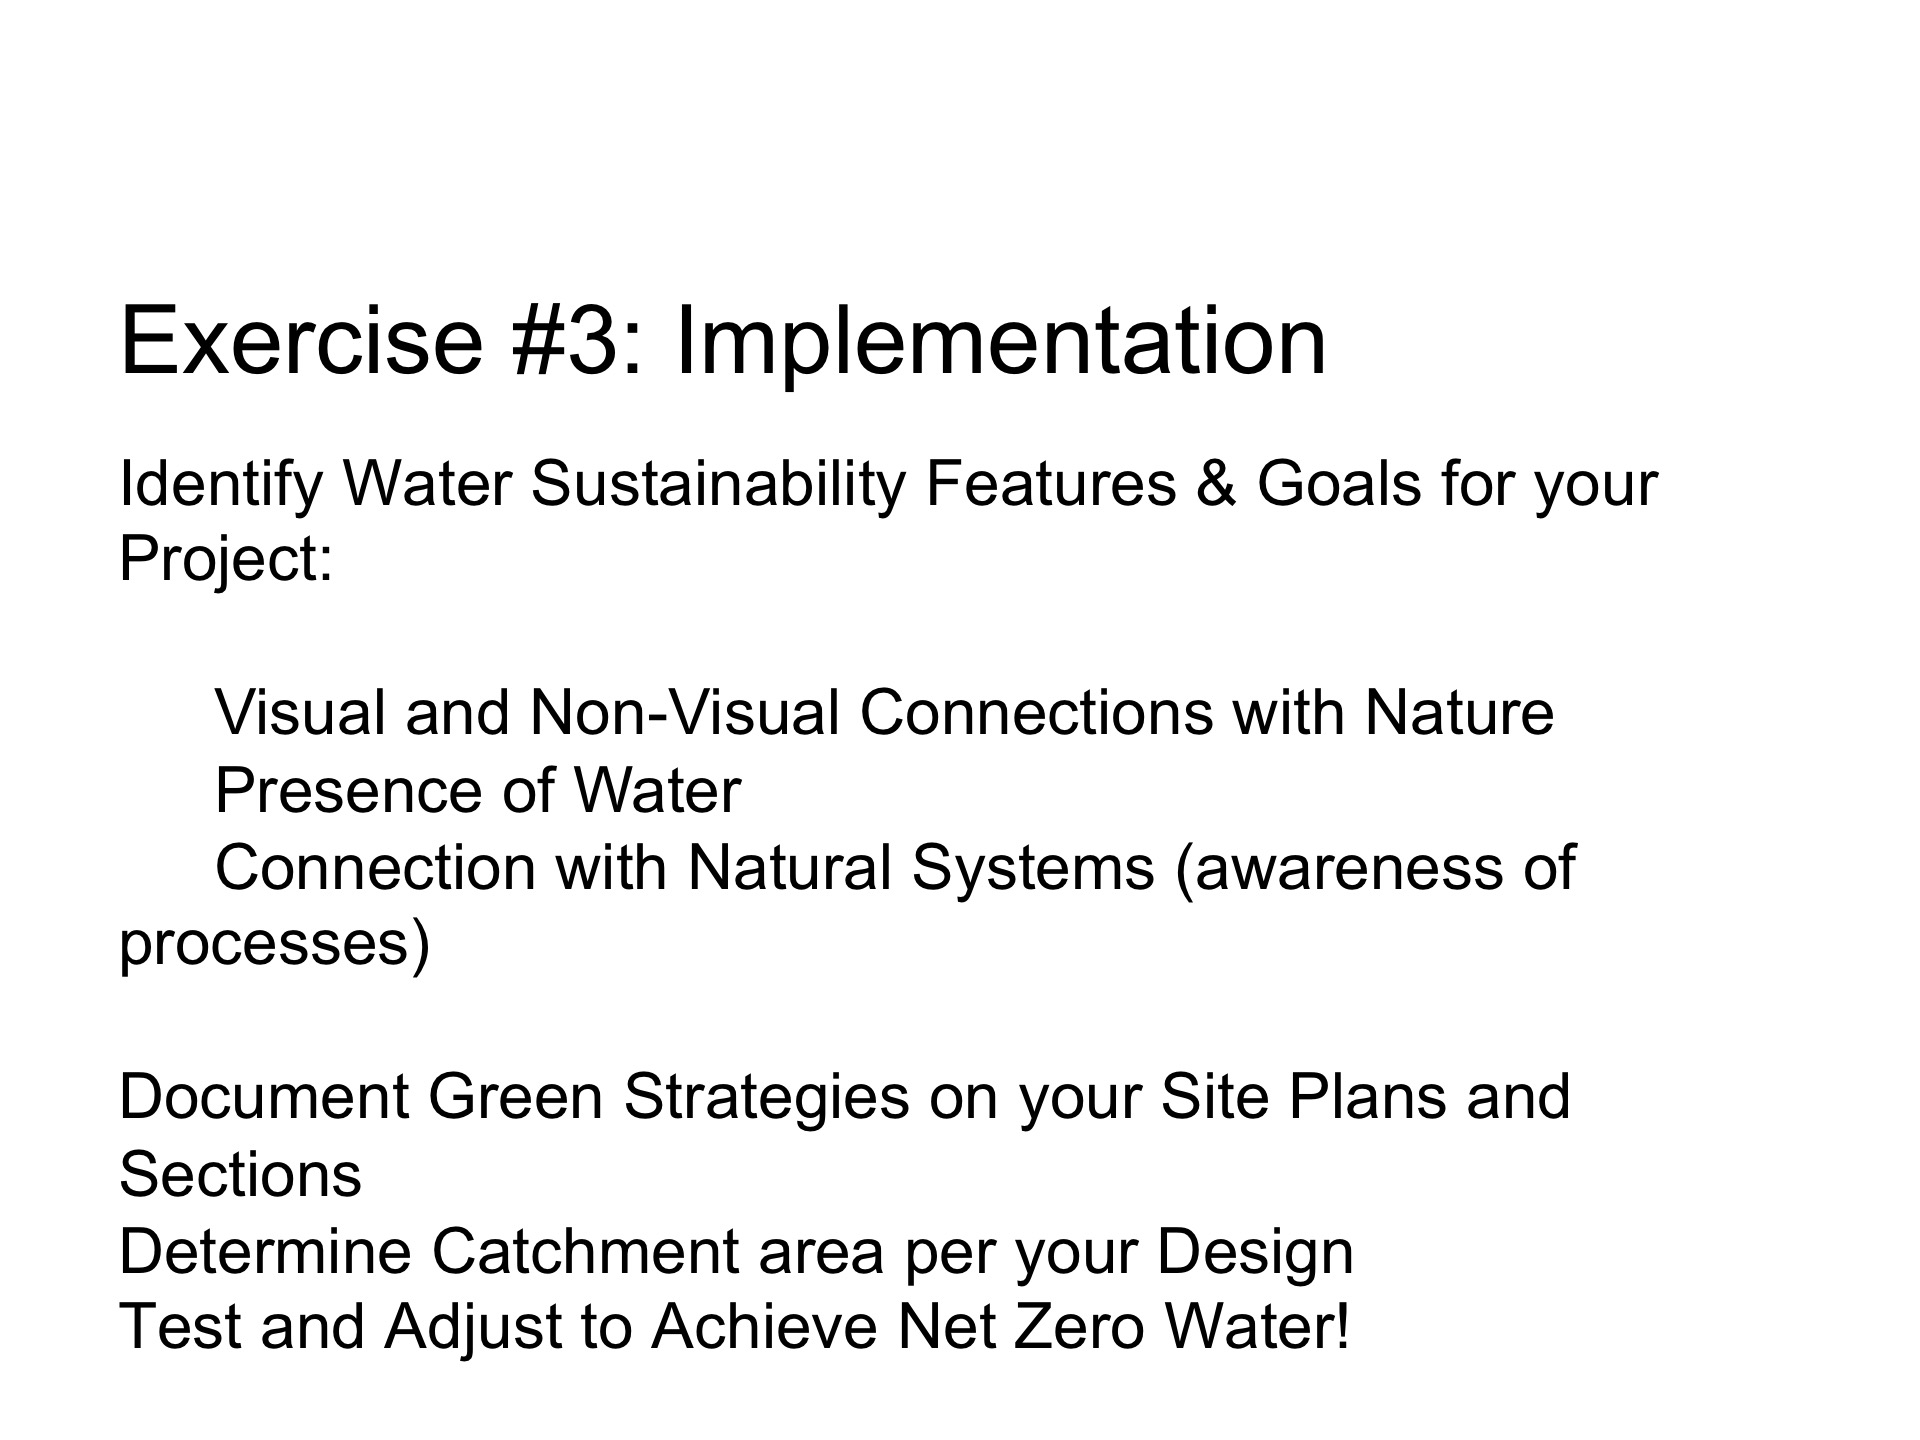 Exercise #3: Implementation
Identify Water Sustainability Features & Goals for your
Project:
Visual and Non-Visual Connections with Nature
Presence of Water
Connection with Natural Systems (awareness of
processes)
Document Green Strategies on your Site Plans and
Sections
Determine Catchment area per your Design
Test and Adjust to Achieve Net Zero Water!